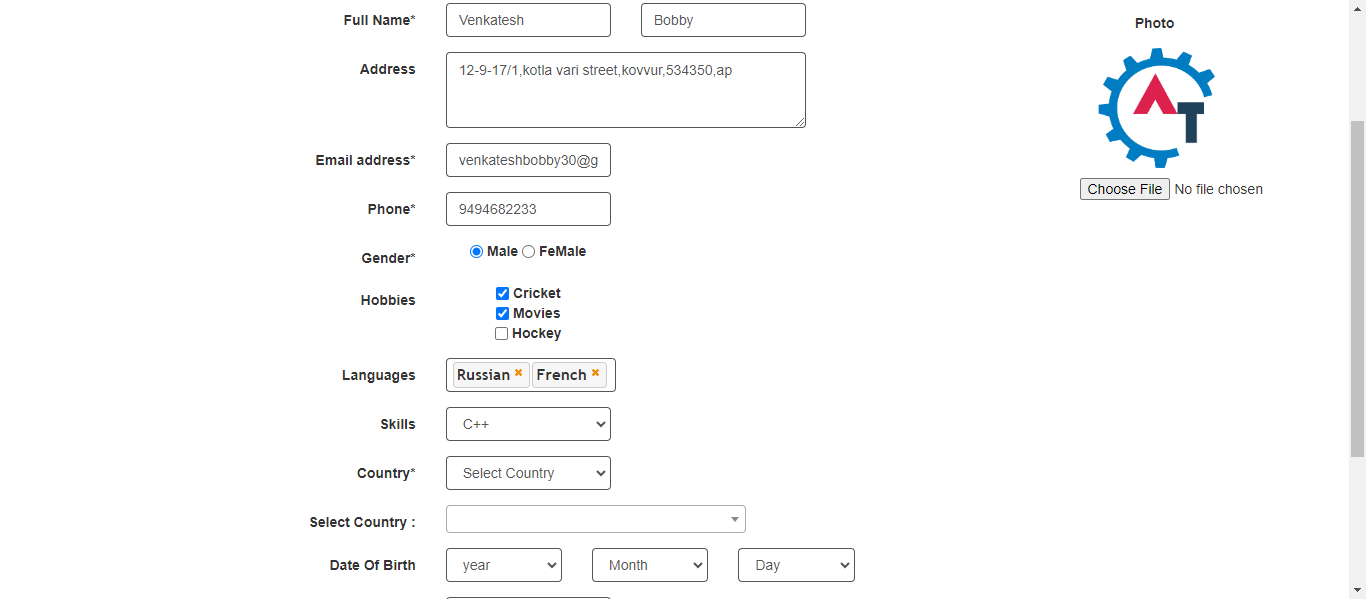 Full Name* Venkatesh Bobby
Photo
Address 12-9-17/1,kotla vari street,kovvur,534350,ap
AT
Email address* venkateshbobby30@g
Choose File No file chosen
Phone* 9494682233
Gender* Male FeMale
Hobbies Cricket
Movies
Hockey
Languages Russian French
Skills C++
Country* Select Country
Select Country :
Date Of Birth year Month Day